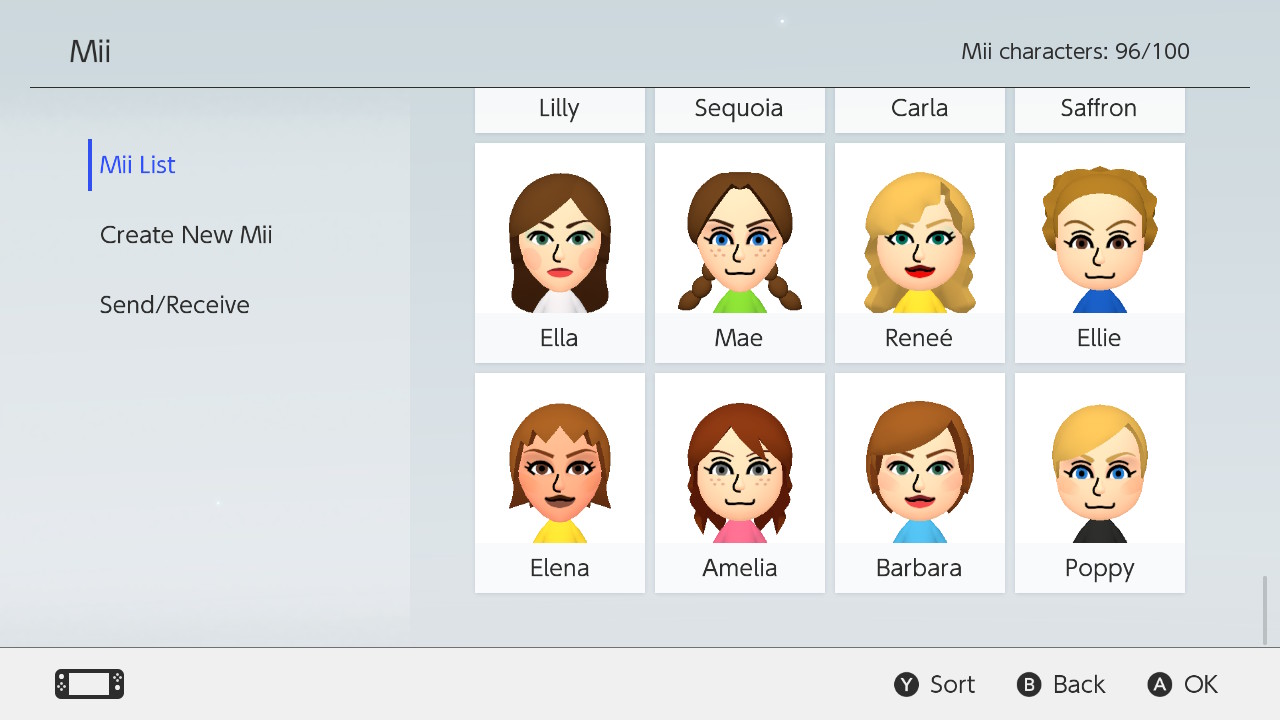 Mii
Mii characters: 96/100
Mii List
Create New Mii
Send/Receive
Lilly
Sequoia
Carla
Saffron
Ella
Mae
Reneé
Ellie
Elena
Amelia
Barbara
Poppy
Y Sort
B Back
A OK